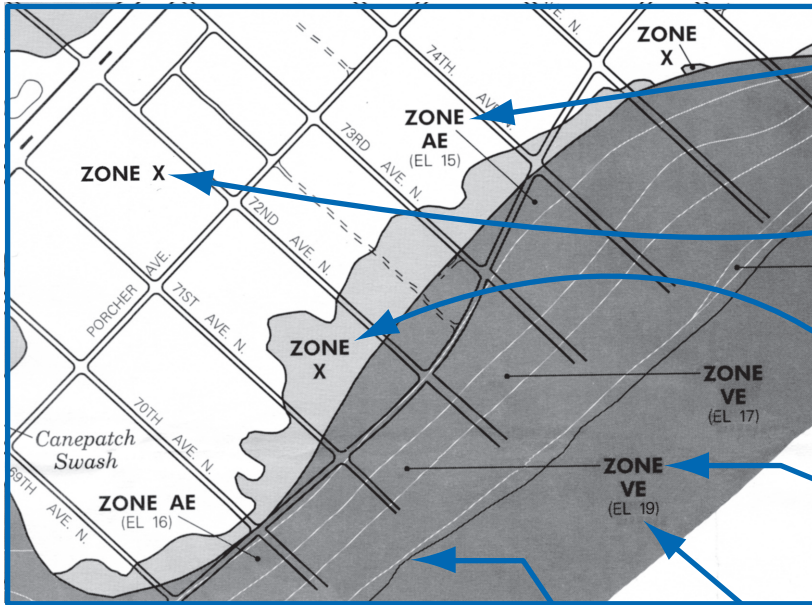 E. N.
VE. N.
ZONE
X
74TH. AVE. N.
ZONE
AE
(EL 15)
73RD AVE. N.
ZONE X
72ND AVE. N.
PORCHER AVE.
71ST AVE. N.
ZONE
X
ZONE
VE
(EL 17)
70TH AVE. N.
Canepatch
Swash
69TH AVE. N.
ZONE
VE
(EL 19)
ZONE AE
(EL 16)